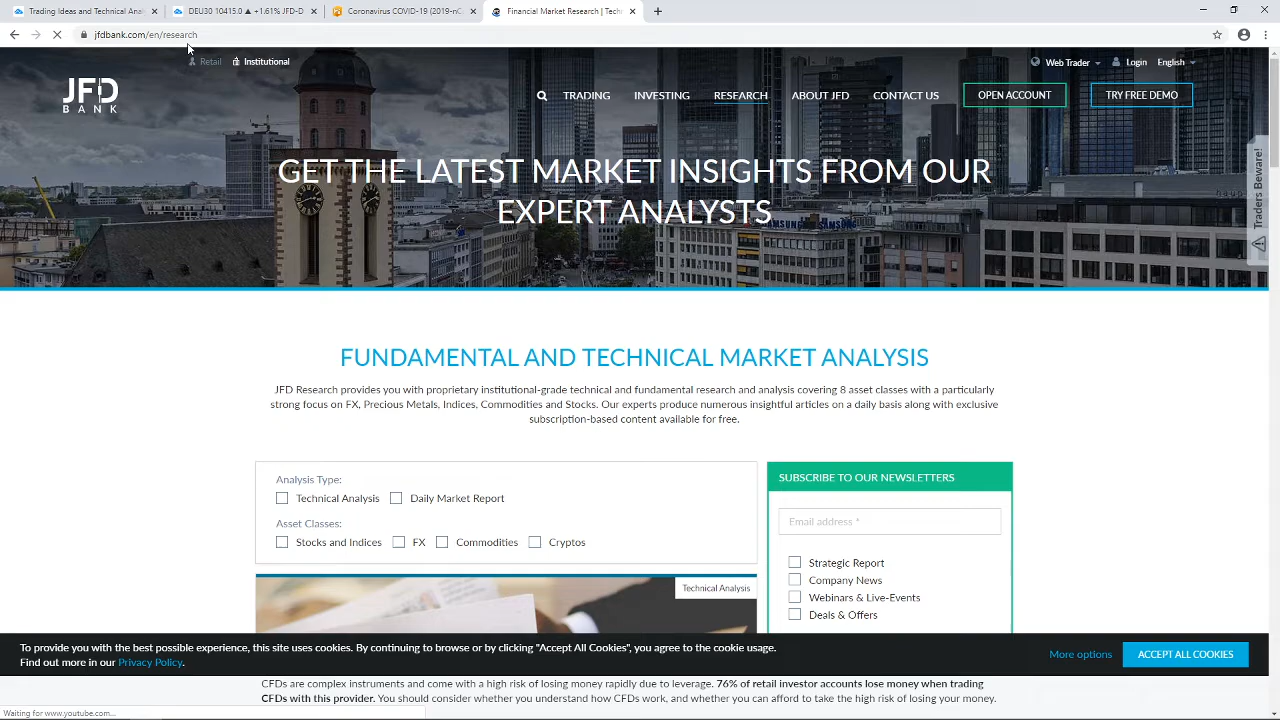 Trading Ideas and Technical Ana
DEU30 10415.0 ▲ +1.61% JFD-D
Coronavirus COVID-19 (2019-nC
Financial Market Research | Tech
jfdbank.com/en/research
Retail
Institutional
Web Trader
Login
English
JFD
BANK
TRADING
INVESTING
RESEARCH
ABOUT JFD
CONTACT US
OPEN ACCOUNT
TRY FREE DEMO
GET THE LATEST MARKET INSIGHTS FROM OUR
EXPERT ANALYSTS
SAMSUNG
Traders Beware!
FUNDAMENTAL AND TECHNICAL MARKET ANALYSIS
JFD Research provides you with proprietary institutional-grade technical and fundamental research and analysis covering 8 asset classes with a particularly
strong focus on FX, Precious Metals, Indices, Commodities and Stocks. Our experts produce numerous insightful articles on a daily basis along with exclusive
subscription-based content available for free.
Analysis Type:
Technical Analysis
Daily Market Report
Asset Classes:
Stocks and Indices
FX
Commodities
Cryptos
Technical Analysis
SUBSCRIBE TO OUR NEWSLETTERS
Email address *
Strategic Report
Company News
Webinars & Live-Events
Deals & Offers
To provide you with the best possible experience, this site uses cookies. By continuing to browse or by clicking "Accept All Cookies", you agree to the cookie usage.
Find out more in our Privacy Policy.
More options
ACCEPT ALL COOKIES
CFDs are complex instruments and come with a high risk of losing money rapidly due to leverage. 76% of retail investor accounts lose money when trading
CFDs with this provider. You should consider whether you understand how CFDs work, and whether you can afford to take the high risk of losing your money.
Waiting for www.youtube.com...